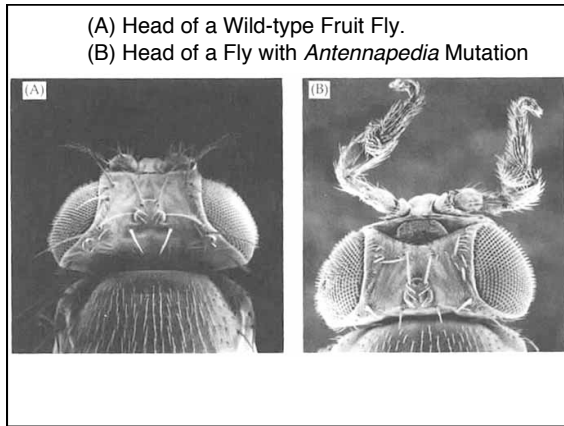 (A) Head of a Wild-type Fruit Fly.
(B) Head of a Fly with Antennapedia Mutation
(A)
(B)